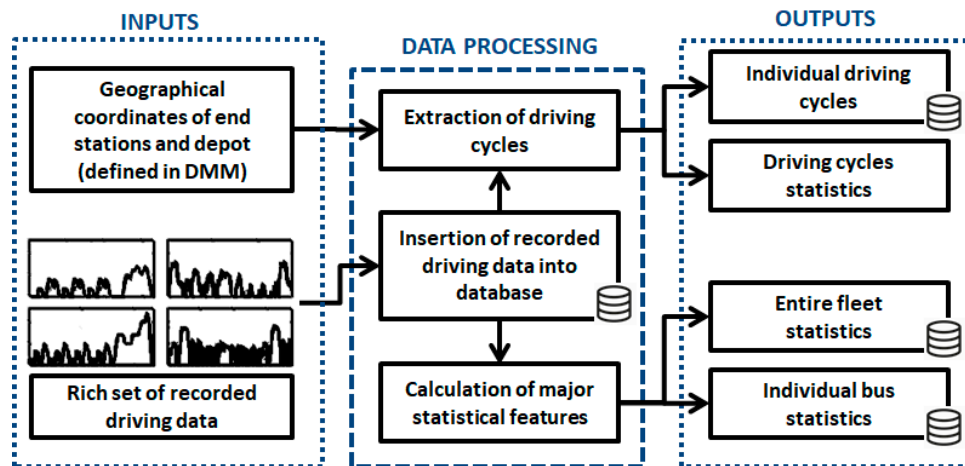 INPUTS
Geographical
coordinates of end
stations and depot
(defined in DMM)
Rich set of recorded
driving data
DATA PROCESSING
Extraction of driving
cycles
Insertion of recorded
driving data into
database
Calculation of major
statistical features
OUTPUTS
Individual driving
cycles
Driving cycles
statistics
Entire fleet
statistics
Individual bus
statistics